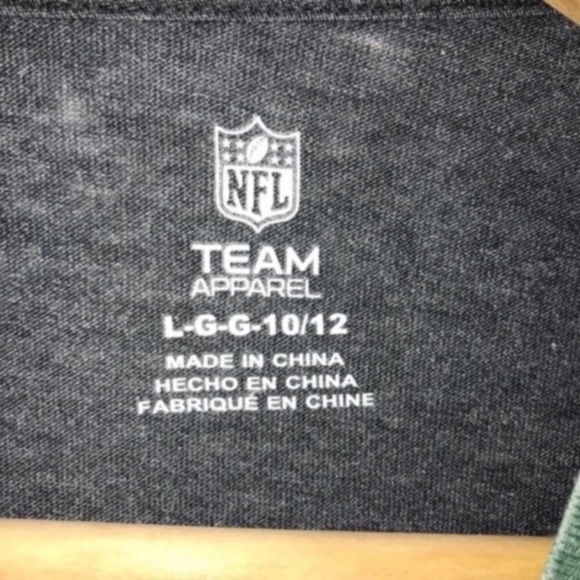 NFL
TEAM
APPAREL
L-G-G-10/12
MADE IN CHINA
HECHO EN CHINA
FABRIQUÉ EN CHINE